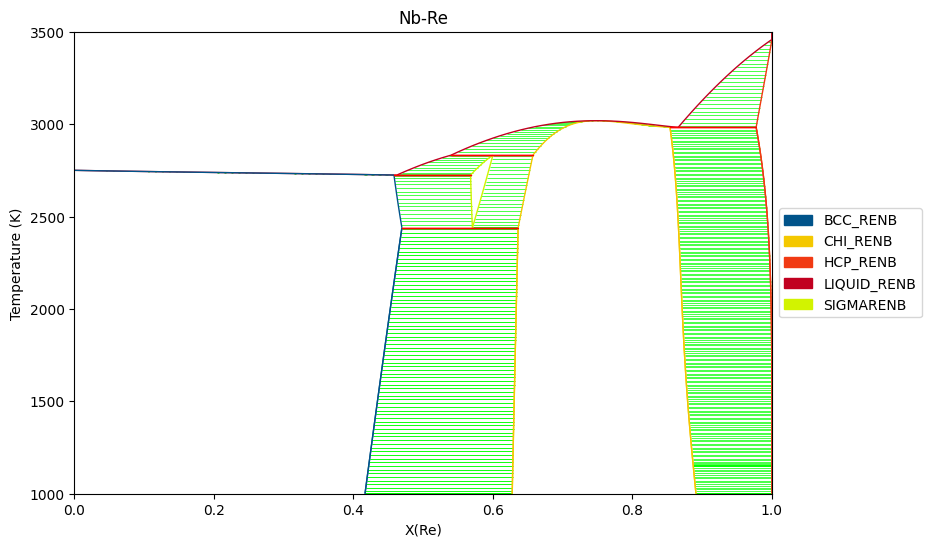 Nb-Re
3500
3000
2500
2000
1500
1000
Temperature (K)
0.0 0.2 0.4 0.6 0.8 1.0
X(Re)
BCC_RENB
CHI_RENB
HCP_RENB
LIQUID_RENB
SIGMARENB